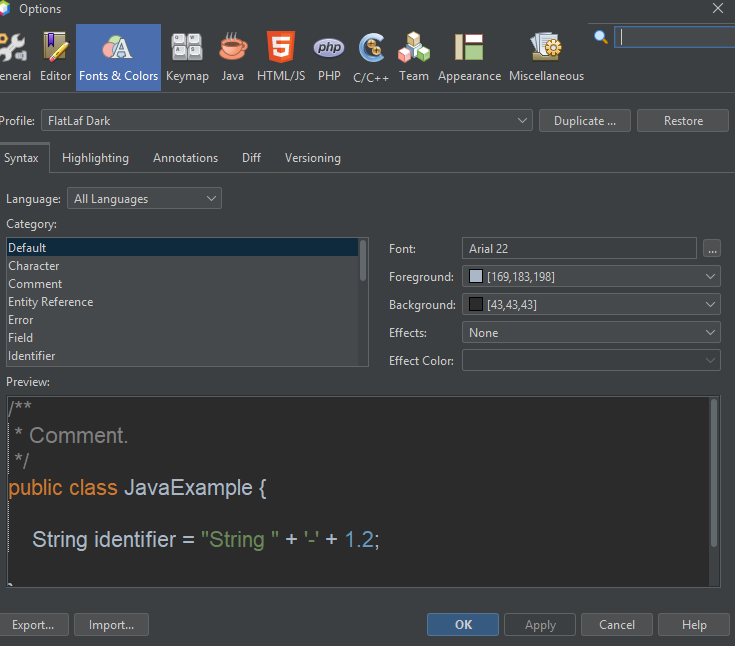 Options
eneral Editor Fonts & Colors Keymap Java HTML/JS PHP C/C++ Team Appearance Miscellaneous
Profile: FlatLaf Dark Duplicate ... Restore
Syntax Highlighting Annotations Diff Versioning
Language: All Languages
Category:
Default
Character
Comment
Entity Reference
Error
Field
Identifier
Font: Arial 22 ...
Foreground: [169,183,198]
Background: [43,43,43]
Effects: None
Effect Color:
Preview:
/**
* Comment.
*/
public class JavaExample {
String identifier = "String " + '-' + 1.2;
Export... Import... OK Apply Cancel Help